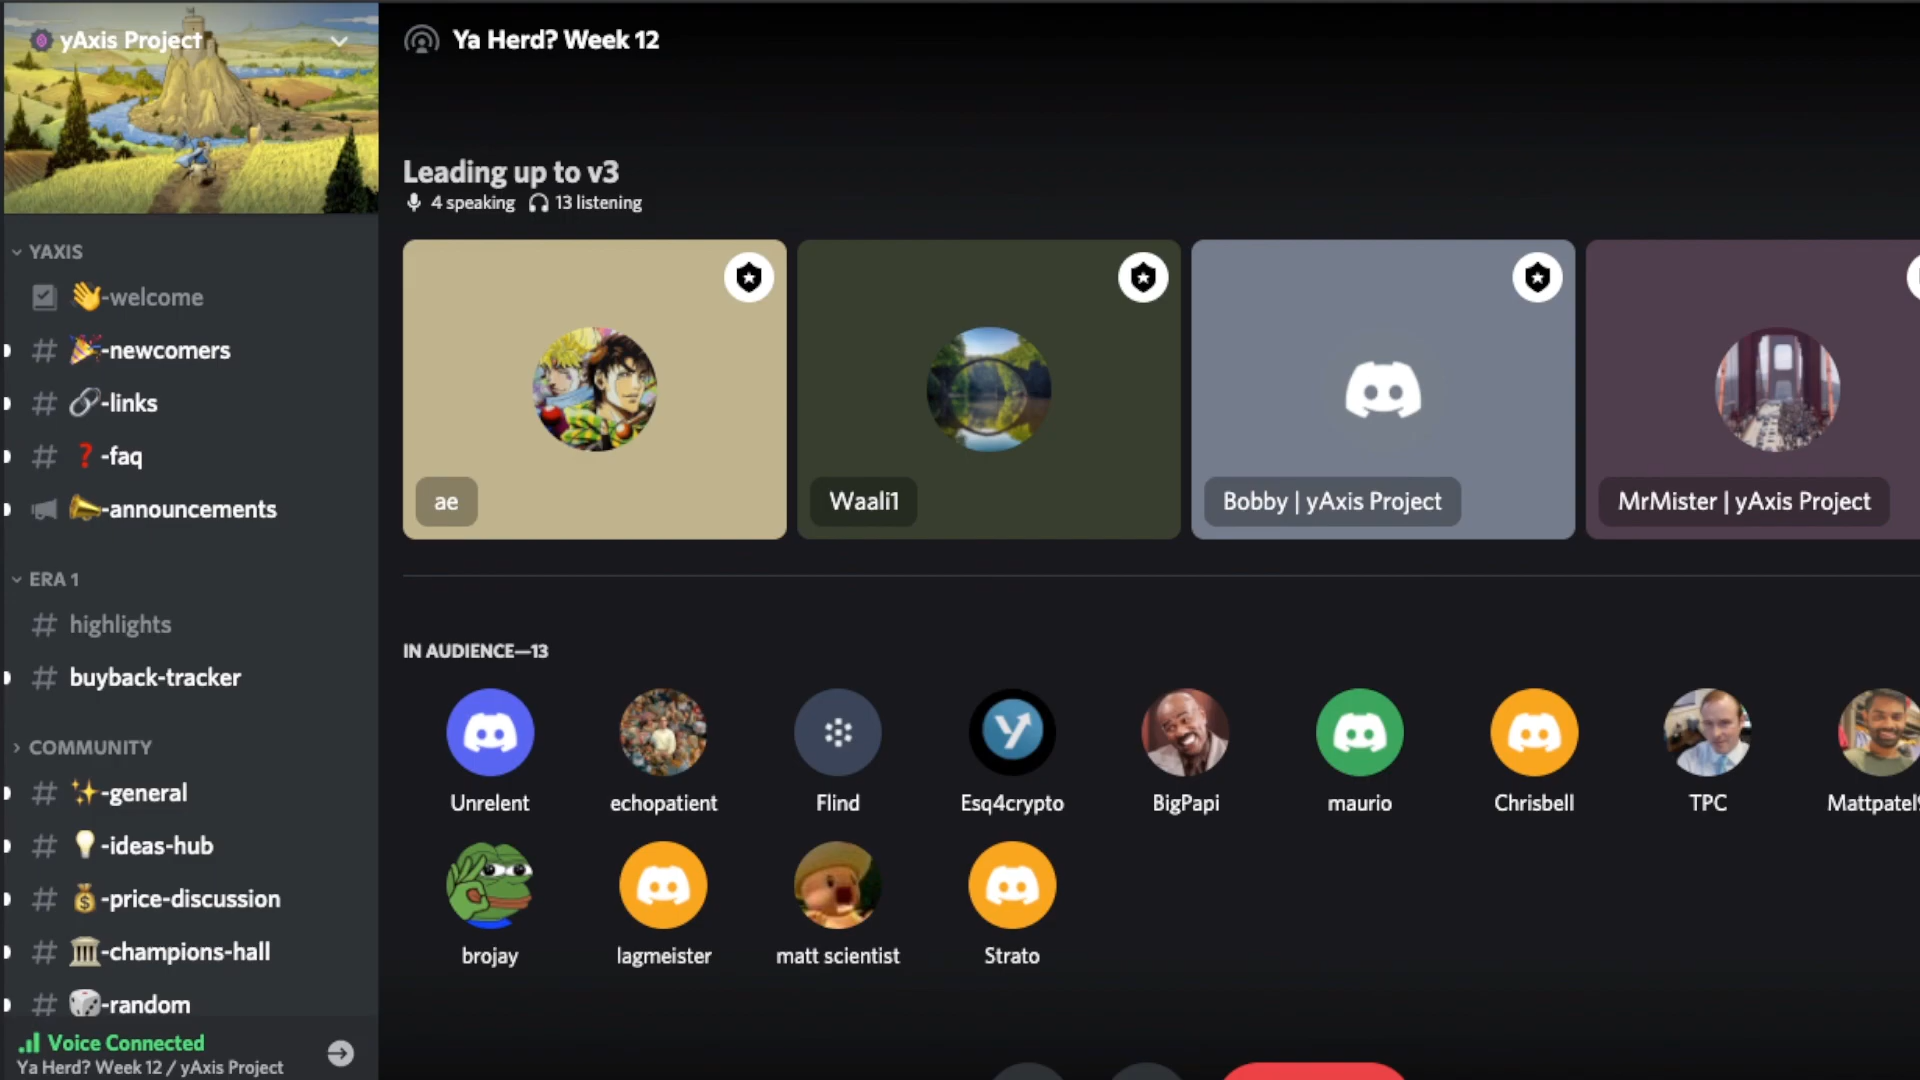 yAxis Project
Ya Herd? Week 12
Leading up to v3
4 speaking 13 listening
YAXIS
-welcome
-newcomers
-links
-faq
-announcements
ERA 1
highlights
buyback-tracker
COMMUNITY
-general
-ideas-hub
-price-discussion
-champions-hall
-random
Voice Connected
Ya Herd? Week 12 / yAxis Project
ae
Waali1
Bobby | yAxis Project
MrMister | yAxis Project
IN AUDIENCE—13
Unrelent
echopatient
Flind
Esq4crypto
BigPapi
maurio
Chrisbell
TPC
Mattpatel9
brojay
lagmeister
matt scientist
Strato